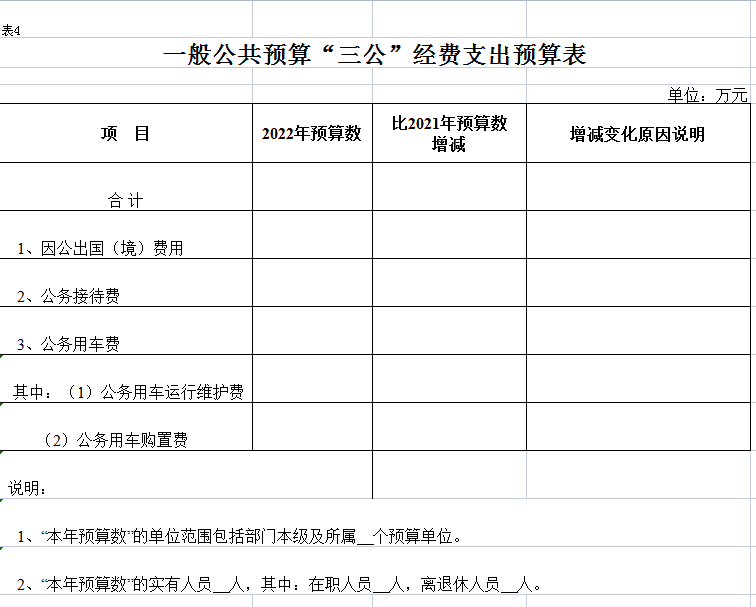 表4
一般公共预算“三公”经费支出预算表
单位：万元
项　目 2022年预算数 比2021年预算数 增减变化原因说明
增减
合 计
1、因公出国（境）费用
2、公务接待费
3、公务用车费
其中：（1）公务用车运行维护费
（2）公务用车购置费
说明：
1、“本年预算数”的单位范围包括部门本级及所属__个预算单位。
2、“本年预算数”的实有人员__人，其中：在职人员__人，离退休人员__人。